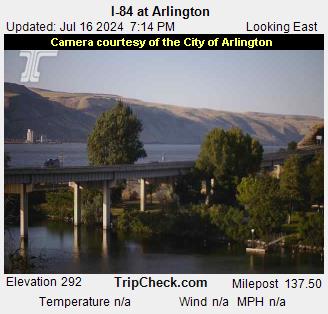 I-84 at Arlington
Updated: Jul 16 2024 7:14 PM Looking East
Camera courtesy of the City of Arlington
Elevation 292 TripCheck.com Milepost 137.50
Temperature n/a Wind n/a MPH n/a